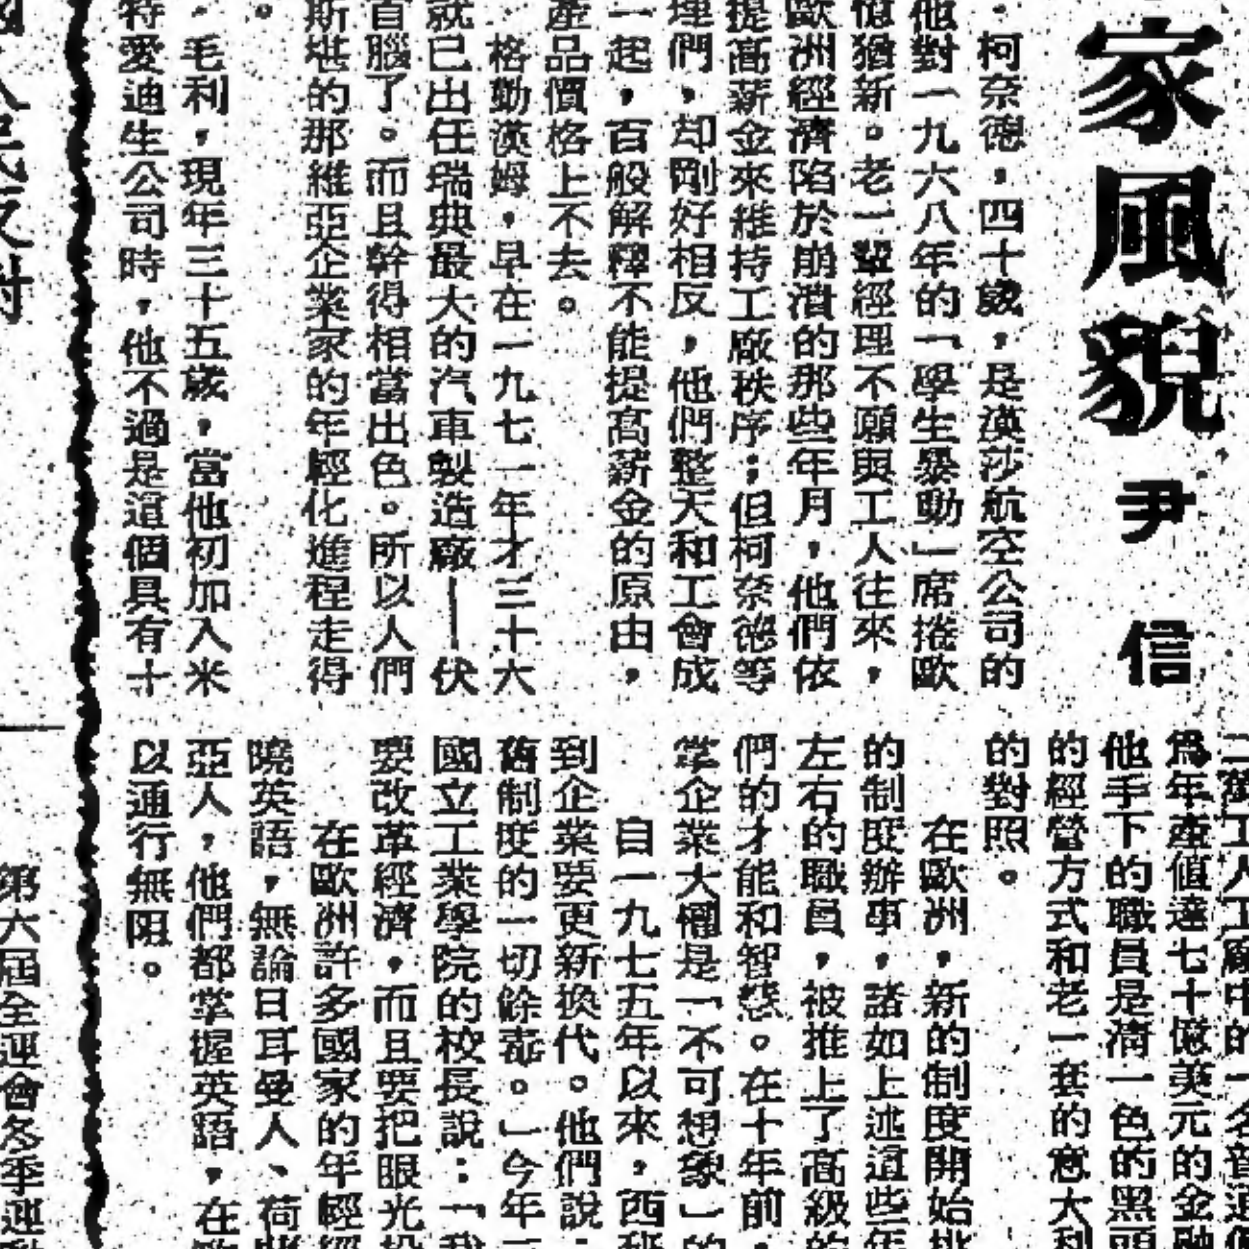 家風貌
尹信
柯奈德，四十歲，是漢莎航空公司的
他對一九六八年的「學生暴動」席捲歐
憶猶新。老一輩經理不願與工人往來，
歐洲經濟陷於崩潰的那些年月，他們依
提高薪金來維持工廠秩序；但柯奈德等
理們，却剛好相反，他們整天和工會成
一起，百般解釋不能提高薪金的原由，
產品價格上不去。
格勒漢姆，早在一九七一年才三十六
就已出任瑞典最大的汽車製造廠——伏
首腦了。而且幹得相當出色。所以人們
斯堪的那維亞企業家的年輕化進程走得
。
毛利，現年三十五歲，當他初加入米
特愛迪生公司時，他不過是這個具有十
二萬工人工廠中的一名普通
為年產值達七十億美元的金融
他手下的職員是清一色的黑頭
的經營方式和老一套的意大利
的對照。
在歐洲，新的制度開始
的制度辦事，諸如上述這些年
左右的職員，被推上了高級的
們的才能和智慧。在十年前，
掌企業大權是「不可想象」的
自一九七五年以來，西
到企業要更新換代。他們說：
舊制度的一切餘毒。」今年
國立工業學院的校長說：「我
要改革經濟，而且要把眼光
在歐洲許多國家的年輕經
曉英語，無論日耳曼人、荷
亞人，他們都掌握英語，在
以通行無阻。
人民反對
第六屆全運會冬季運